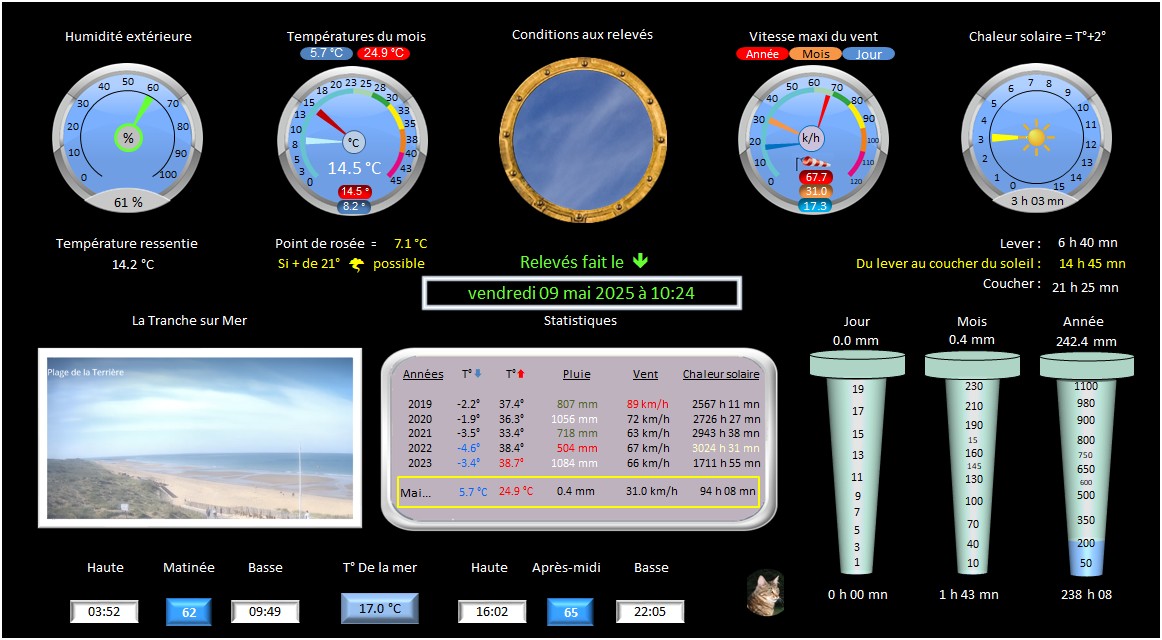 Humidité extérieure
Températures du mois
5.7 °C 24.9 °C
Conditions aux relevés
Vitesse maxi du vent
Année Mois Jour
Chaleur solaire = T°+2°
0 10 20 30 40 50 60 70 80 90 100
%
61 %
0 3 5 8 10 13 15 18 20 23 25 28 30 33 35 38 40 43 45
°C
14.5 °C
14.5 °
8.2 °
0 10 20 30 40 50 60 70 80 90 100 110 120
k/h
67.7
31.0
17.3
0 1 2 3 4 5 6 7 8 9 10 11 12 13 14 15
3 h 03 mn
Température ressentie
14.2 °C
Point de rosée = 7.1 °C
Si + de 21° possible
Relevés fait le
vendredi 09 mai 2025 à 10:24
Lever : 6 h 40 mn
Du lever au coucher du soleil : 14 h 45 mn
Coucher : 21 h 25 mn
La Tranche sur Mer
Plage de la Terrière
Statistiques
Années T° T° Pluie Vent Chaleur solaire
2019 -2.2° 37.4° 807 mm 89 km/h 2567 h 11 mn
2020 -1.9° 36.3° 1056 mm 72 km/h 2726 h 27 mn
2021 -3.5° 33.4° 718 mm 63 km/h 2943 h 38 mn
2022 -4.6° 38.4° 504 mm 67 km/h 3024 h 31 mn
2023 -3.4° 38.7° 1084 mm 66 km/h 1711 h 55 mn
Mai... 5.7 °C 24.9 °C 0.4 mm 31.0 km/h 94 h 08 mn
Jour
0.0 mm
19
17
15
13
11
9
7
5
3
1
0 h 00 mn
Mois
0.4 mm
230
210
190
15
160
145
130
100
70
40
10
1 h 43 mn
Année
242.4 mm
1100
980
900
800
750
650
600
500
350
200
50
238 h 08
Haute Matinée Basse
03:52 62 09:49
T° De la mer
17.0 °C
Haute Après-midi Basse
16:02 65 22:05